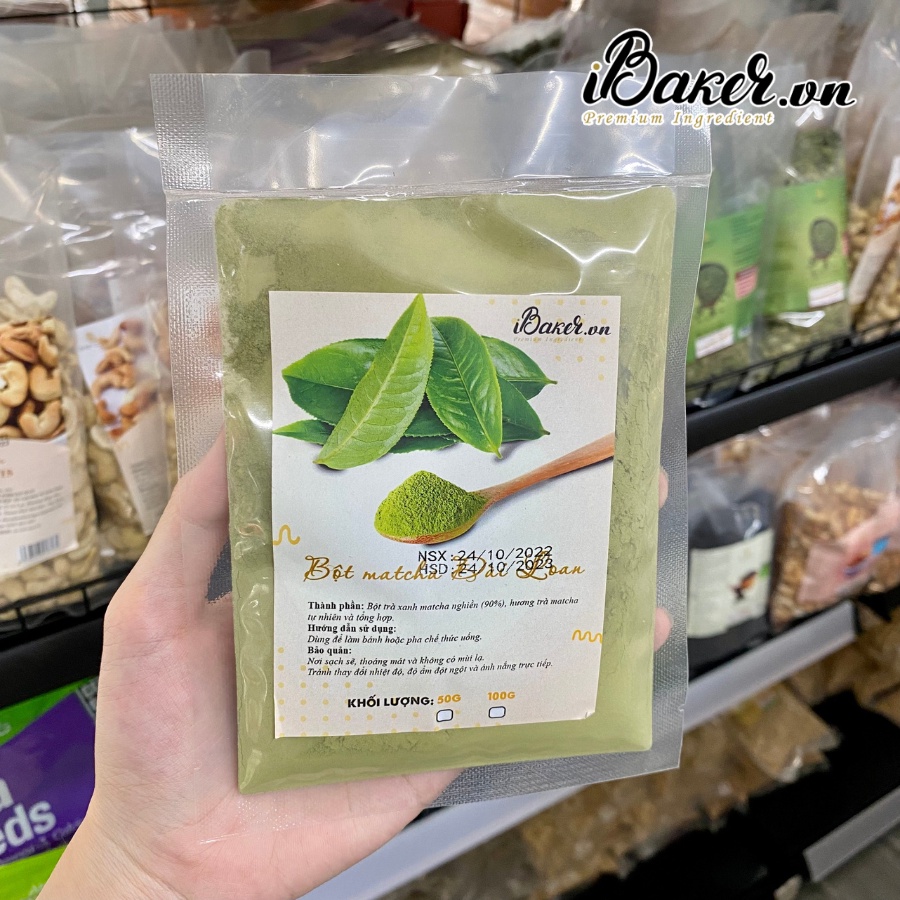 iBaker.vn
Premium Ingredient
iBaker.vn
Premium Ingredient
NSX : 24/10/2022
HSD : 24/10/2023
Bột matcha Đài Loan
Thành phần: Bột trà xanh matcha nghiền (90%), hương trà matcha
tự nhiên và tổng hợp.
Hướng dẫn sử dụng:
Dùng để làm bánh hoặc pha chế thức uống.
Bảo quản:
Nơi sạch sẽ, thoáng mát và không có mùi lạ.
Tránh thay đổi nhiệt độ, độ ẩm đột ngột và ánh nắng trực tiếp.
KHỐI LƯỢNG: 50G 100G
eds